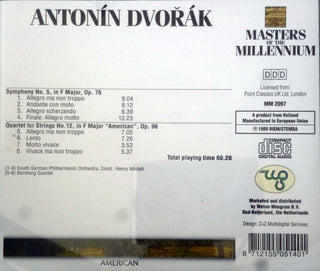 ANTONÍN DVOŘÁK
MASTERS
OF THE
MILLENNIUM
Symphony No. 5, in F Major, Op. 76
1. Allegro ma non troppo 9.04
2. Andante con moto 8.12
3. Allegro scherzando 6.39
4. Finale: Allegro molto 12.23
Quartet for Strings No.12, in F Major "American", Op. 96
5. Allegro ma non troppo 7.05
6. Lento 7.26
7. Molto vivace 3.53
8. Vivace ma non troppo 5.37
Total playing time 60.20
(1-4) South German Philharmonic Orchestra, Cond.: Henry Adolph
(5-8) Bamberg Quartet
DDD
Licensed from:
Point Classics UK Ltd, London
MM 2097
A product from Holland
Manufactured in European Union
℗ 1999 BIEM/STEMRA
COMPACT
disc
DIGITAL AUDIO
wg
Marketed and distributed
by Weton-Wesgram B.V.
Oud-Beijerland, the Netherlands
Design: Z+Z Multidigital Services
8 712155 051401
AMERICAN